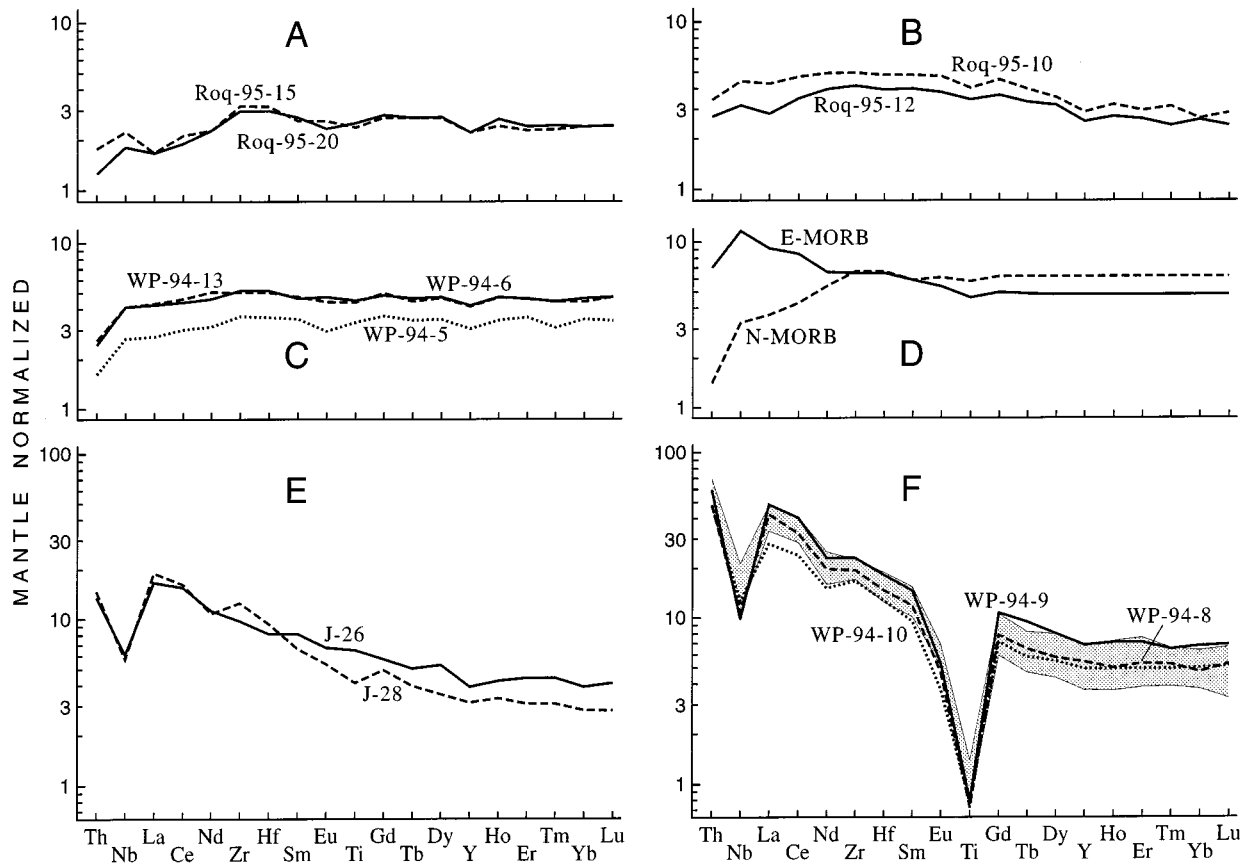 MANTLE NORMALIZED
10
3
1
A
Roq-95-15
Roq-95-20
10
3
1
B
Roq-95-10
Roq-95-12
10
3
1
WP-94-13
WP-94-6
WP-94-5
C
10
3
1
E-MORB
N-MORB
D
100
30
10
3
1
E
J-26
J-28
100
30
10
3
1
F
WP-94-9
WP-94-8
WP-94-10
Th La Nd Hf Eu Gd Dy Ho Tm Lu
Nb Ce Zr Sm Ti Tb Y Er Yb
Th La Nd Hf Eu Gd Dy Ho Tm Lu
Nb Ce Zr Sm Ti Tb Y Er Yb